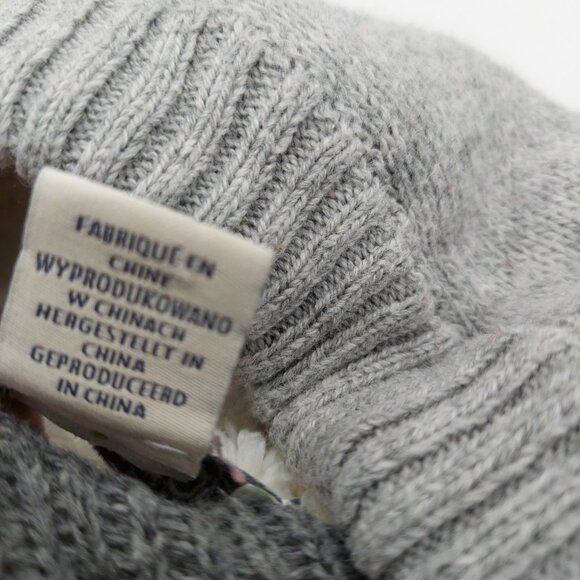 FABRIQUÉ EN
CHINE
WYPRODUKOWANO
W CHINACH
HERGESTELLT IN
CHINA
GEPRODUCEERD
IN CHINA